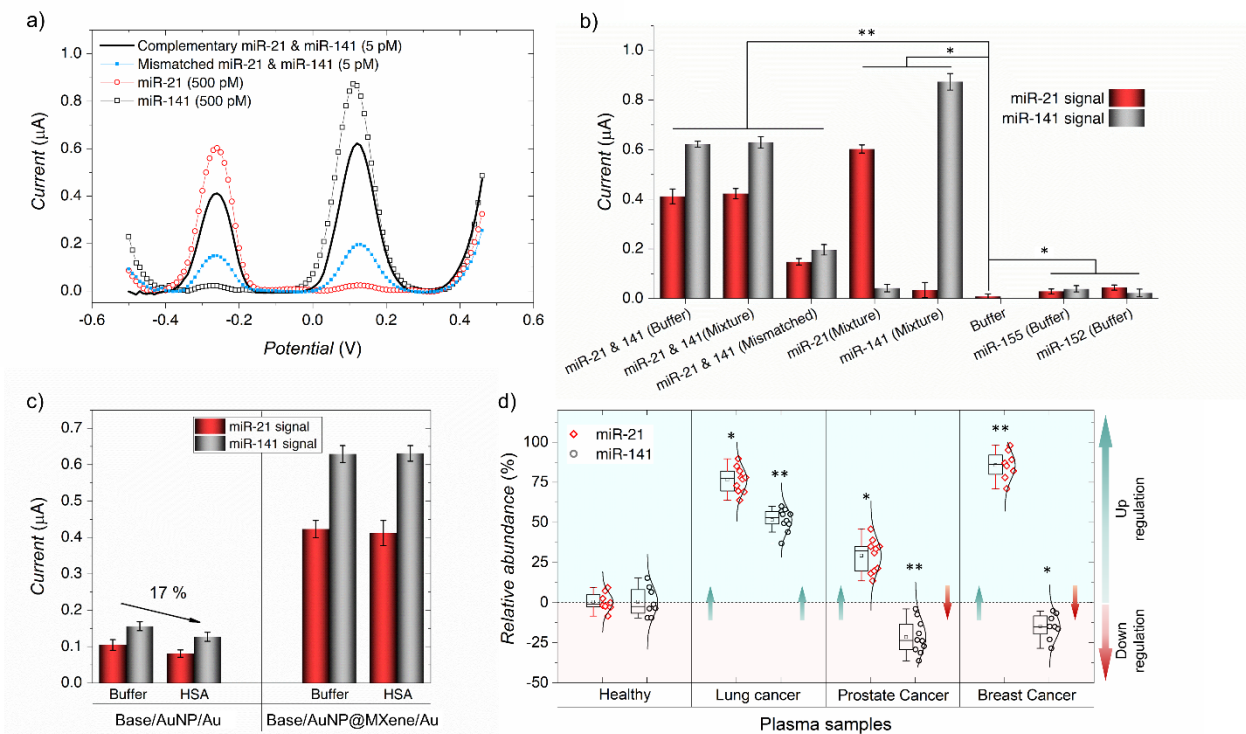 a)
Complementary miR-21 & miR-141 (5 pM)
Mismatched miR-21 & miR-141 (5 pM)
miR-21 (500 pM)
miR-141 (500 pM)
Current (μA)
1.0
0.8
0.6
0.4
0.2
0.0
-0.6
-0.4
-0.2
0.0
0.2
0.4
0.6
Potential (V)
b)
**
*
*
miR-21 signal
miR-141 signal
Current (μA)
1.0
0.8
0.6
0.4
0.2
0.0
miR-21 & 141 (Buffer)
miR-21 & 141(Mixture)
miR-21 & 141 (Mismatched)
miR-21(Mixture)
miR-141 (Mixture)
Buffer
miR-155 (Buffer)
miR-152 (Buffer)
c)
miR-21 signal
miR-141 signal
Current (μA)
0.7
0.6
0.5
0.4
0.3
0.2
0.1
0.0
17 %
Buffer
HSA
Buffer
HSA
Base/AuNP/Au
Base/AuNP@MXene/Au
d)
miR-21
miR-141
*
**
*
**
**
*
Relative abundance (%)
100
75
50
25
0
-25
-50
Up
regulation
Down
regulation
Healthy
Lung cancer
Prostate Cancer
Breast Cancer
Plasma samples